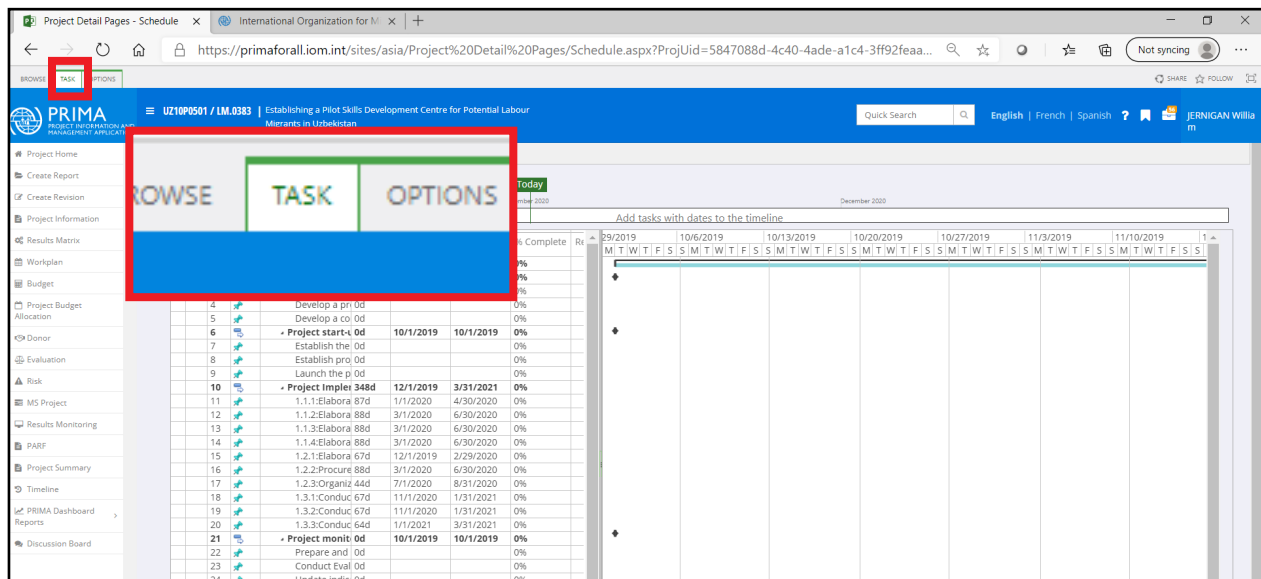 Project Detail Pages - Schedule
International Organization for M
https://primaforall.iom.int/sites/asia/Project%20Detail%20Pages/Schedule.aspx?ProjUid=5847088d-4c40-4ade-a1c4-3ff92feaa...
Not syncing
BROWSE TASK OPTIONS
SHARE FOLLOW
PRIMA
PROJECT INFORMATION AND
MANAGEMENT APPLICATI
UZ10P0501 / LM.0383 | Establishing a Pilot Skills Development Centre for Potential Labour
Migrants in Uzbekistan
Quick Search
English | French | Spanish ?
JERNIGAN Willia
m
Project Home
Create Report
Create Revision
Project Information
Results Matrix
Workplan
Budget
Project Budget
Allocation
Donor
Evaluation
Risk
MS Project
Results Monitoring
PARF
Project Summary
Timeline
PRIMA Dashboard
Reports
Discussion Board
ROWSE TASK OPTIONS
Today
mber 2020 December 2020
Add tasks with dates to the timeline
% Complete Re
29/2019 10/6/2019 10/13/2019 10/20/2019 10/27/2019 11/3/2019 11/10/2019 1
M T W T F S S M T W T F S S M T W T F S S M T W T F S S M T W T F S S M T W T F S S M T W T F S S
0%
0%
0%
4 Develop a pr 0d 0%
5 Develop a co 0d 0%
6 Project start-u 0d 10/1/2019 10/1/2019 0%
7 Establish the 0d 0%
8 Establish pro 0d 0%
9 Launch the p 0d 0%
10 Project Impler 348d 12/1/2019 3/31/2021 0%
11 1.1.1:Elabora 87d 1/1/2020 4/30/2020 0%
12 1.1.2:Elabora 88d 3/1/2020 6/30/2020 0%
13 1.1.3:Elabora 88d 3/1/2020 6/30/2020 0%
14 1.1.4:Elabora 88d 3/1/2020 6/30/2020 0%
15 1.2.1:Elabora 67d 12/1/2019 2/29/2020 0%
16 1.2.2:Procure 88d 3/1/2020 6/30/2020 0%
17 1.2.3:Organiz 44d 7/1/2020 8/31/2020 0%
18 1.3.1:Conduc 67d 11/1/2020 1/31/2021 0%
19 1.3.2:Conduc 67d 11/1/2020 1/31/2021 0%
20 1.3.3:Conduc 64d 1/1/2021 3/31/2021 0%
21 Project monit 0d 10/1/2019 10/1/2019 0%
22 Prepare and 0d 0%
23 Conduct Eval 0d 0%